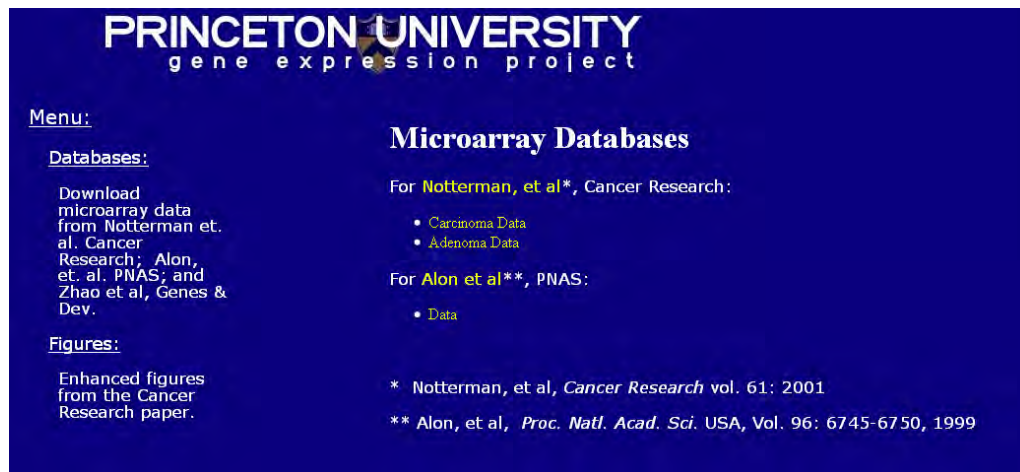 PRINCETON UNIVERSITY
gene expression project
Menu:
Databases:
Download
microarray data
from Notterman et.
al. Cancer
Research; Alon,
et. al. PNAS; and
Zhao et al, Genes &
Dev.
Figures:
Enhanced figures
from the Cancer
Research paper.
Microarray Databases
For Notterman, et al*, Cancer Research:
• Carcinoma Data
• Adenoma Data
For Alon et al**, PNAS:
• Data
* Notterman, et al, Cancer Research vol. 61: 2001
** Alon, et al, Proc. Natl. Acad. Sci. USA, Vol. 96: 6745-6750, 1999